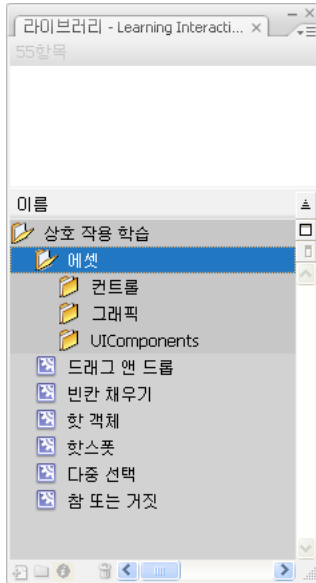 라이브러리 - Learning Interacti...
55항목
이름
상호 작용 학습
에셋
컨트롤
그래픽
UIComponents
드래그 앤 드롭
빈칸 채우기
핫 객체
핫스폿
다중 선택
참 또는 거짓